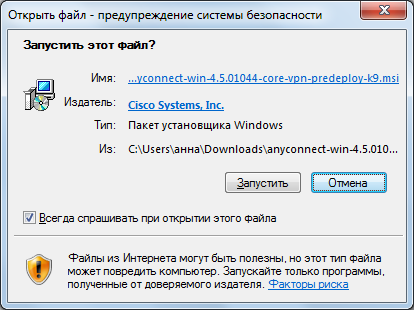 Открыть файл - предупреждение системы безопасности
Запустить этот файл?
Имя: ...yconnect-win-4.5.01044-core-vpn-predeploy-k9.msi
Издатель: Cisco Systems, Inc.
Тип: Пакет установщика Windows
Из: C:\Users\анна\Downloads\anyconnect-win-4.5.010...
Запустить Отмена
Всегда спрашивать при открытии этого файла
Файлы из Интернета могут быть полезны, но этот тип файла
может повредить компьютер. Запускайте только программы,
полученные от доверяемого издателя. Факторы риска